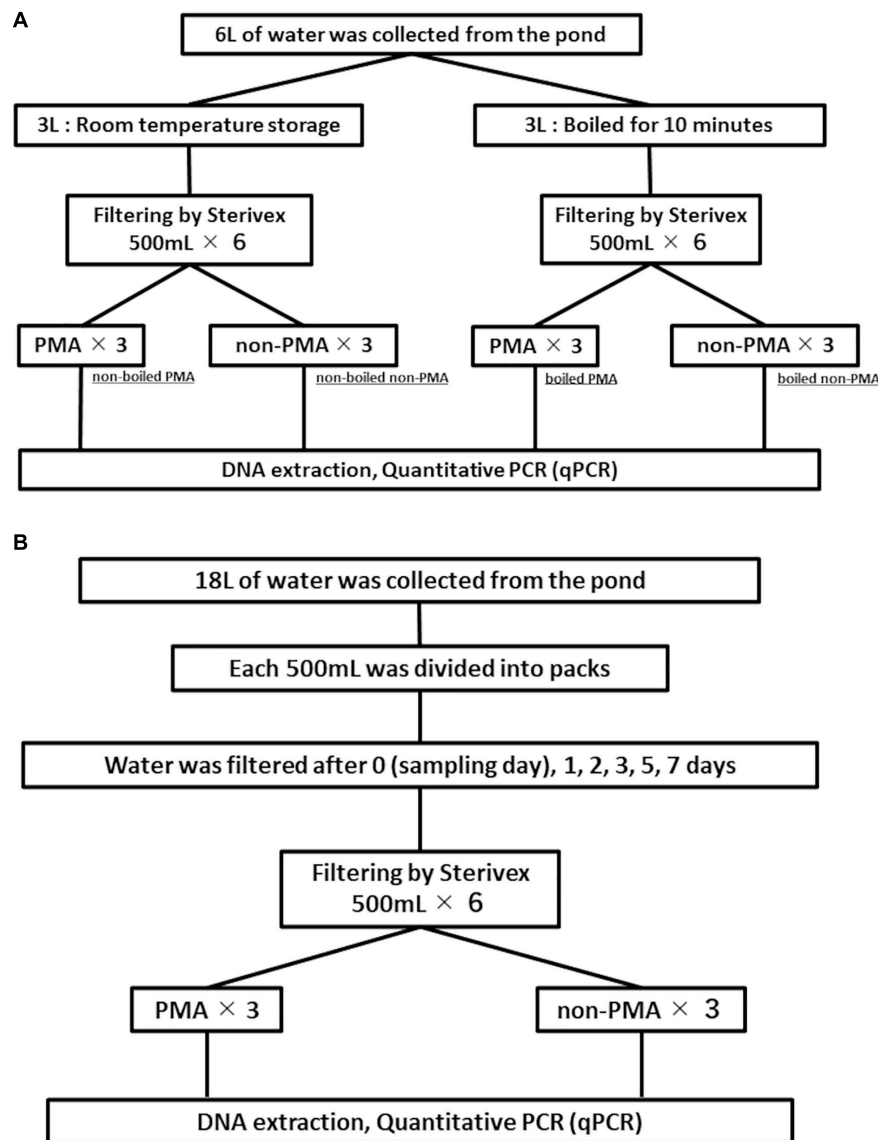 A
6L of water was collected from the pond
3L : Room temperature storage
3L : Boiled for 10 minutes
Filtering by Sterivex
500mL × 6
Filtering by Sterivex
500mL × 6
PMA × 3
non-PMA × 3
PMA × 3
non-PMA × 3
non-boiled PMA
non-boiled non-PMA
boiled PMA
boiled non-PMA
DNA extraction, Quantitative PCR (qPCR)
B
18L of water was collected from the pond
Each 500mL was divided into packs
Water was filtered after 0 (sampling day), 1, 2, 3, 5, 7 days
Filtering by Sterivex
500mL × 6
PMA × 3
non-PMA × 3
DNA extraction, Quantitative PCR (qPCR)